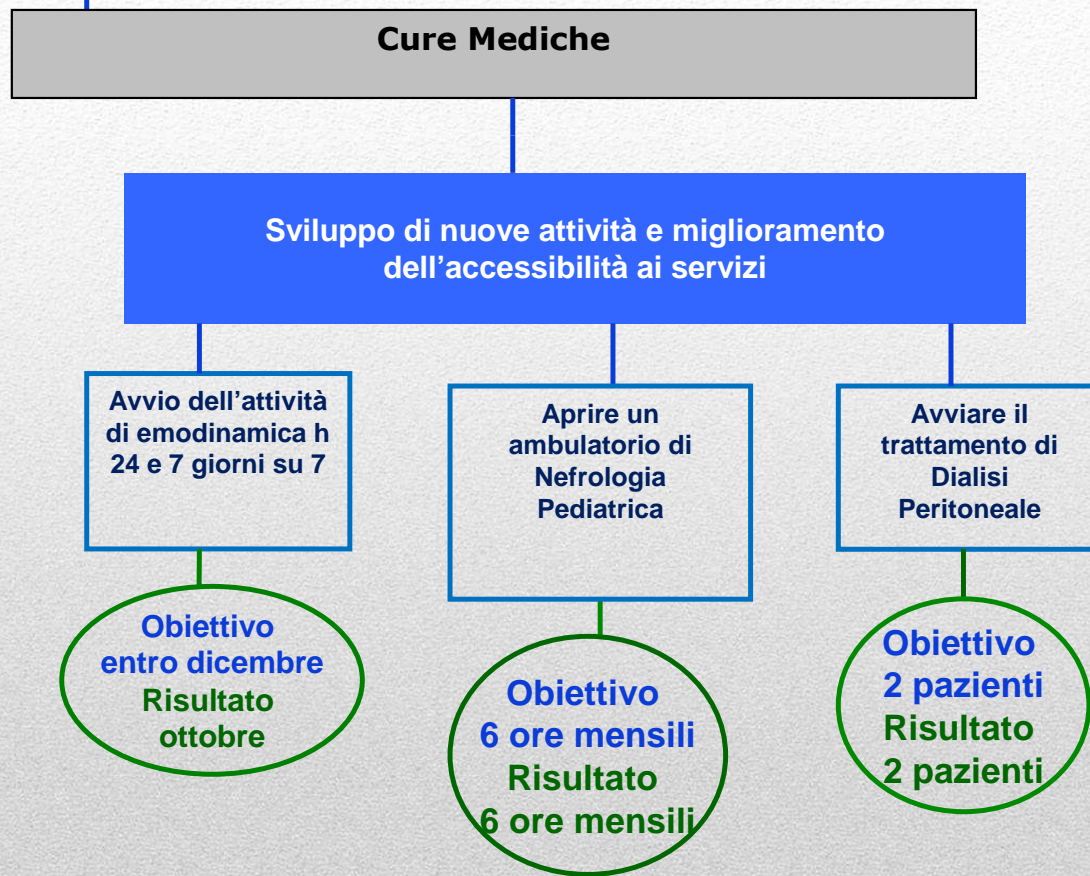 Cure Mediche
Sviluppo di nuove attività e miglioramento
dell’accessibilità ai servizi
Avvio dell’attività
di emodinamica h
24 e 7 giorni su 7
Obiettivo
entro dicembre
Risultato
ottobre
Aprire un
ambulatorio di
Nefrologia
Pediatrica
Obiettivo
6 ore mensili
Risultato
6 ore mensili
Avviare il
trattamento di
Dialisi
Peritoneale
Obiettivo
2 pazienti
Risultato
2 pazienti